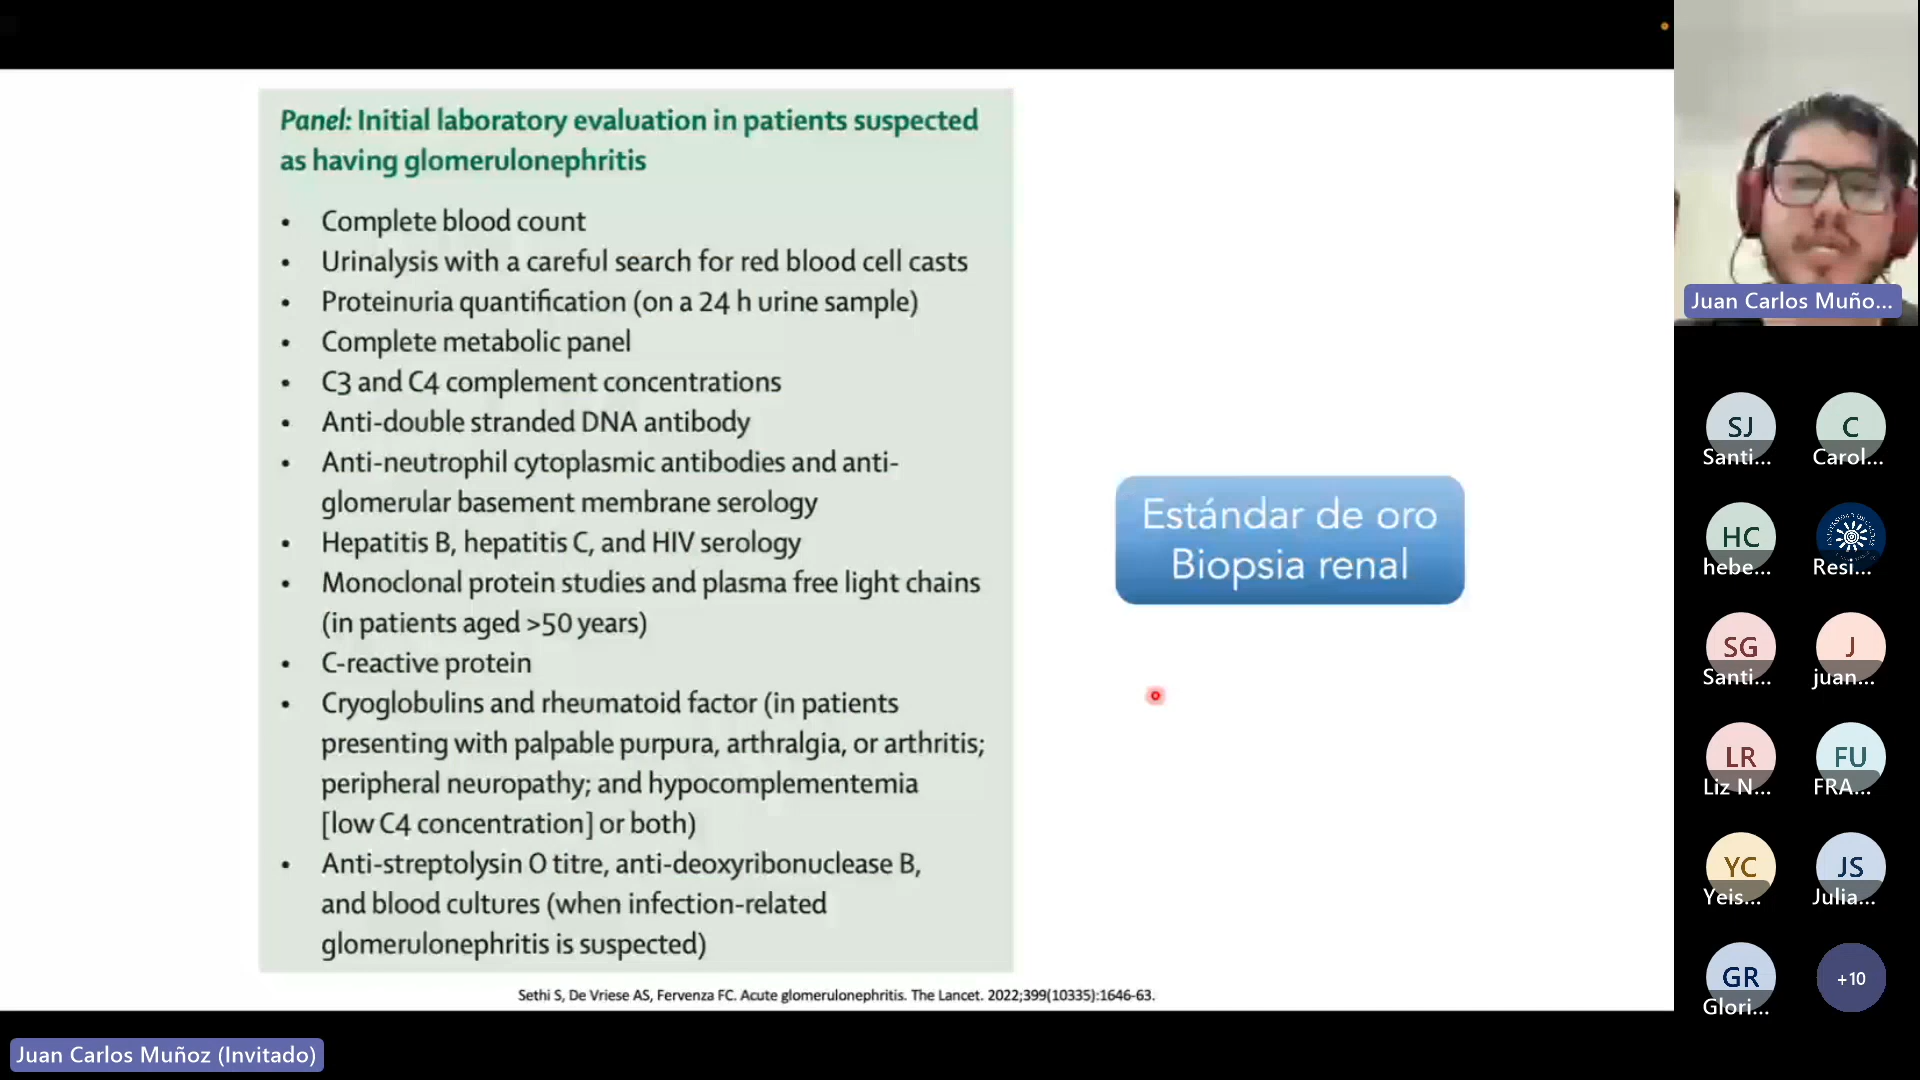 Panel: Initial laboratory evaluation in patients suspected
as having glomerulonephritis
• Complete blood count
• Urinalysis with a careful search for red blood cell casts
• Proteinuria quantification (on a 24 h urine sample)
• Complete metabolic panel
• C3 and C4 complement concentrations
• Anti-double stranded DNA antibody
• Anti-neutrophil cytoplasmic antibodies and anti-
glomerular basement membrane serology
• Hepatitis B, hepatitis C, and HIV serology
• Monoclonal protein studies and plasma free light chains
(in patients aged >50 years)
• C-reactive protein
• Cryoglobulins and rheumatoid factor (in patients
presenting with palpable purpura, arthralgia, or arthritis;
peripheral neuropathy; and hypocomplementemia
[low C4 concentration] or both)
• Anti-streptolysin O titre, anti-deoxyribonuclease B,
and blood cultures (when infection-related
glomerulonephritis is suspected)
Estándar de oro
Biopsia renal
Sethi S, De Vriese AS, Fervenza FC. Acute glomerulonephritis. The Lancet. 2022;399(10335):1646-63.
Juan Carlos Muñoz (Invitado)
Juan Carlos Muño...
SJ
Santi...
C
Carol...
HC
hebe...
Resi...
SG
Santi...
J
juan...
LR
Liz N...
FU
FRA...
YC
Yeis...
JS
Julia...
GR
Glori...
+10